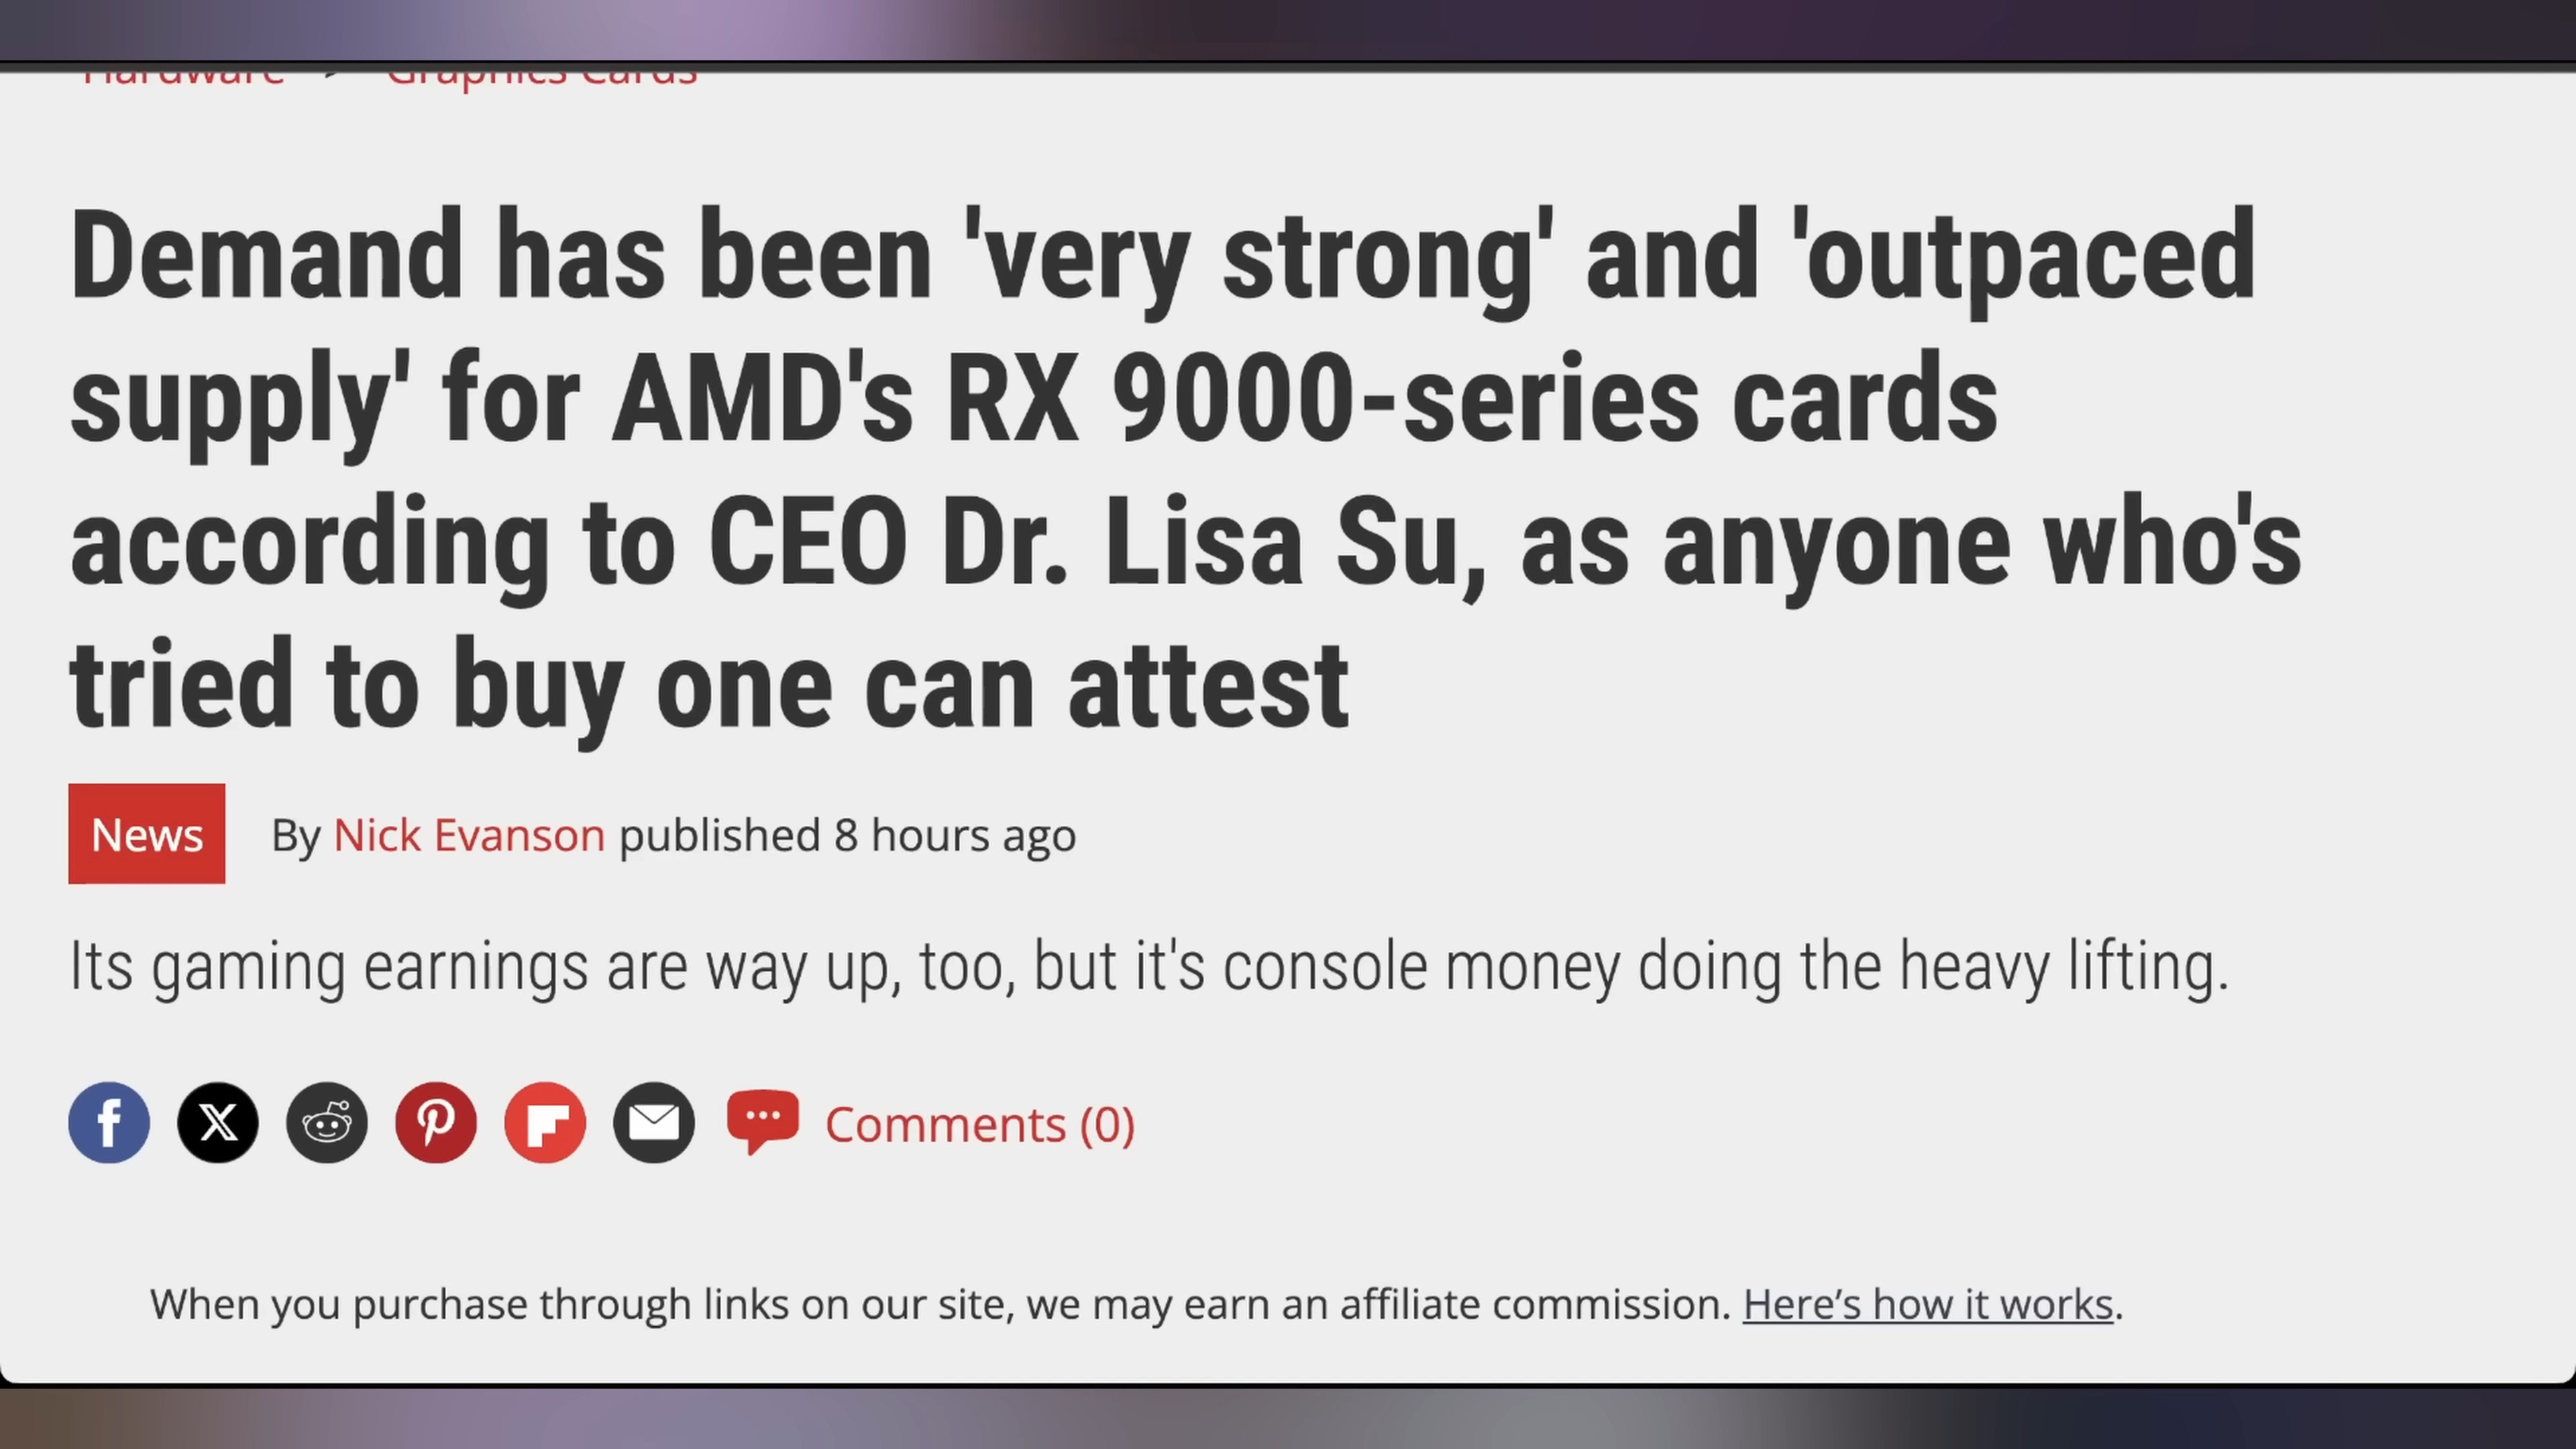 Hardware > Graphics Cards
Demand has been 'very strong' and 'outpaced
supply' for AMD's RX 9000-series cards
according to CEO Dr. Lisa Su, as anyone who's
tried to buy one can attest
News By Nick Evanson published 8 hours ago
Its gaming earnings are way up, too, but it's console money doing the heavy lifting.
Comments (0)
When you purchase through links on our site, we may earn an affiliate commission. Here’s how it works.